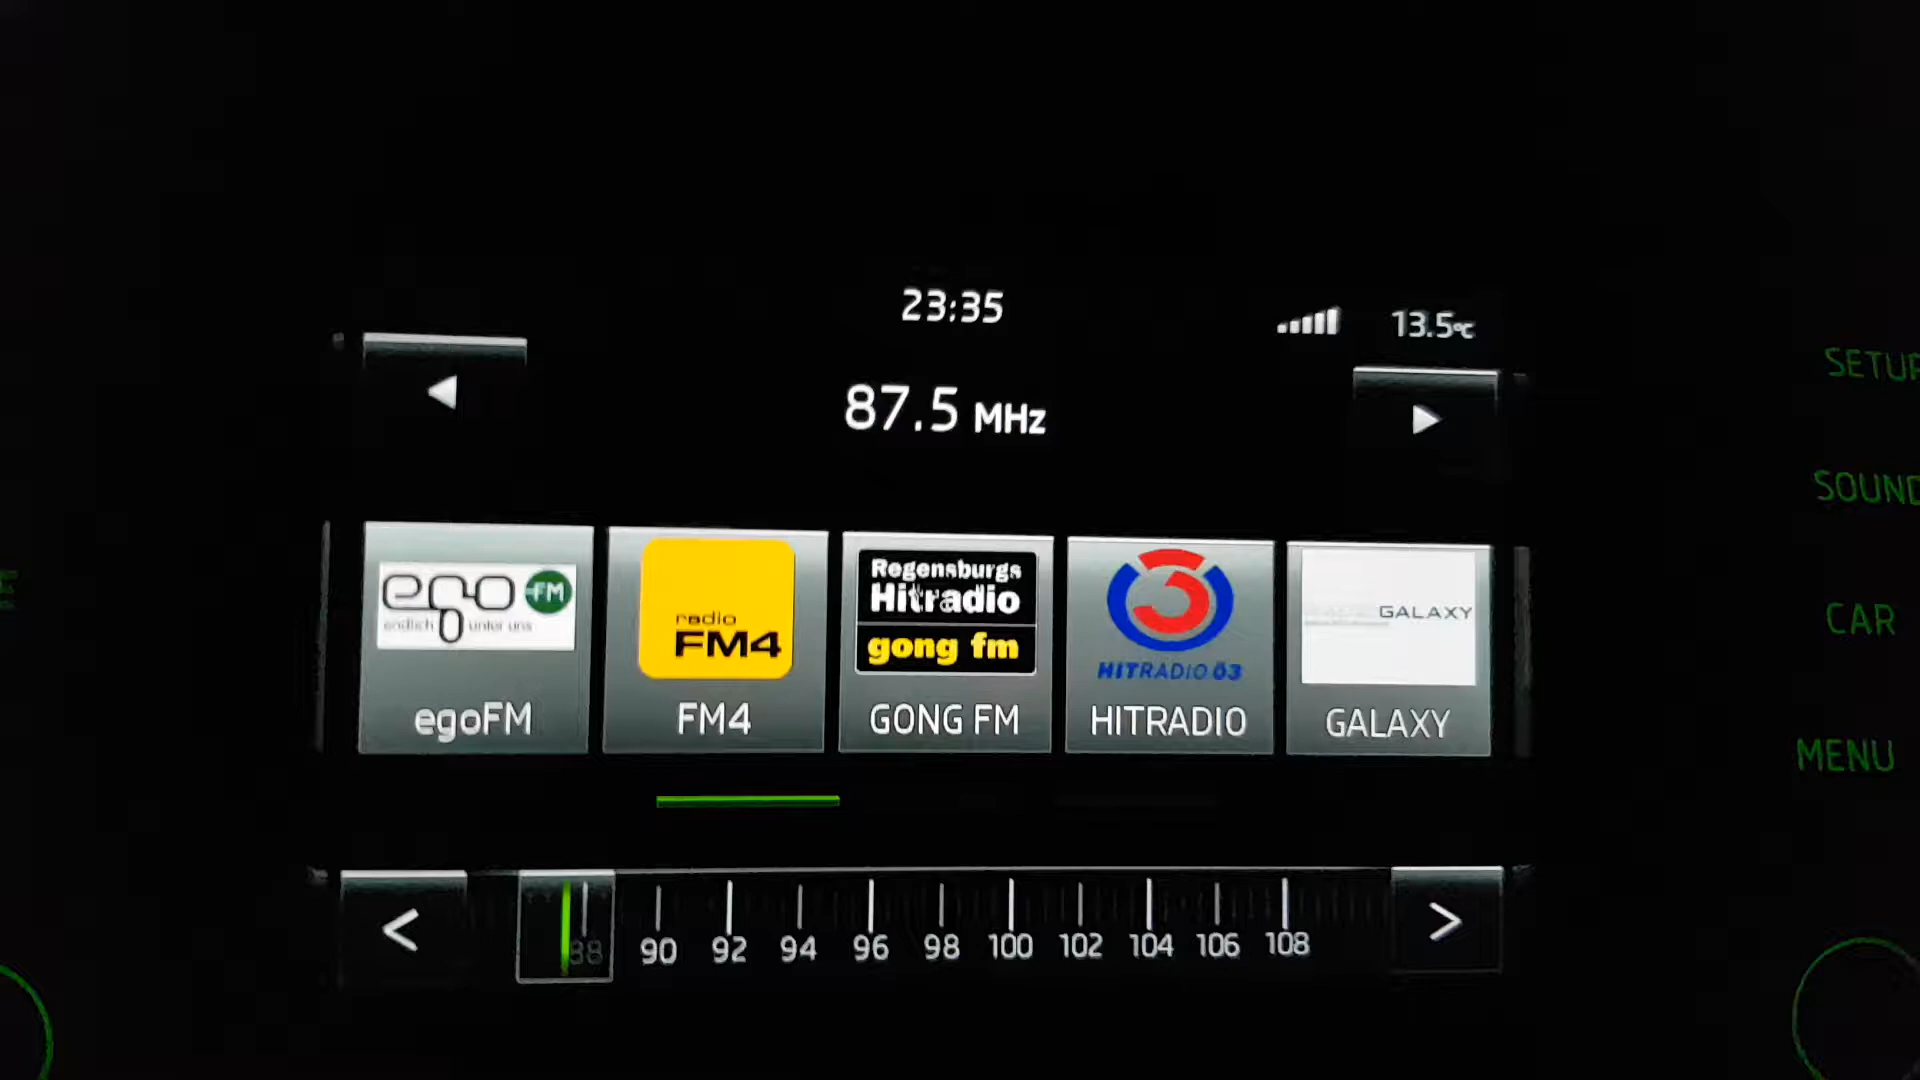 23:35
13.5°C
87.5 MHz
SETUP
SOUND
CAR
MENU
ego FM
endlich unter uns
egoFM
radio
FM4
FM4
Regensburgs
Hitradio
gong fm
GONG FM
3
HITRADIO Ö3
HITRADIO
GALAXY
GALAXY
<
88 90 92 94 96 98 100 102 104 106 108
>